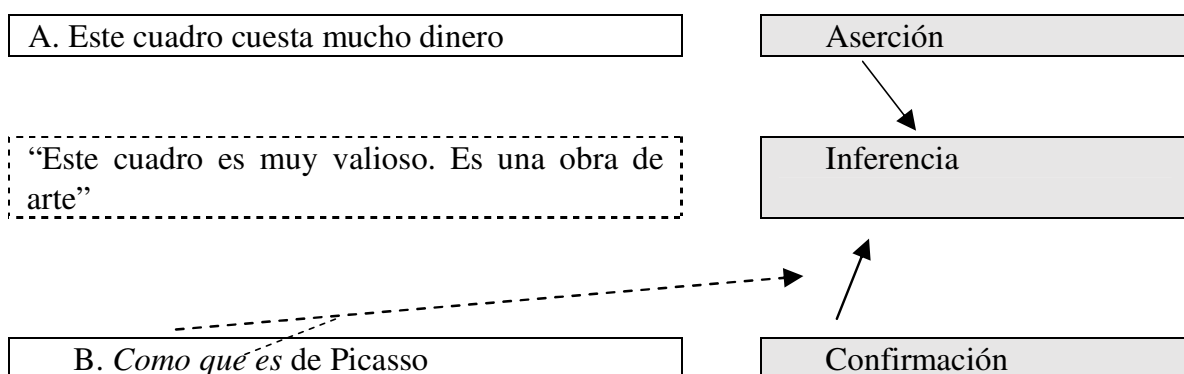 A. Este cuadro cuesta mucho dinero
Aserción
“Este cuadro es muy valioso. Es una obra de
arte”
Inferencia
B. Como que es de Picasso
Confirmación